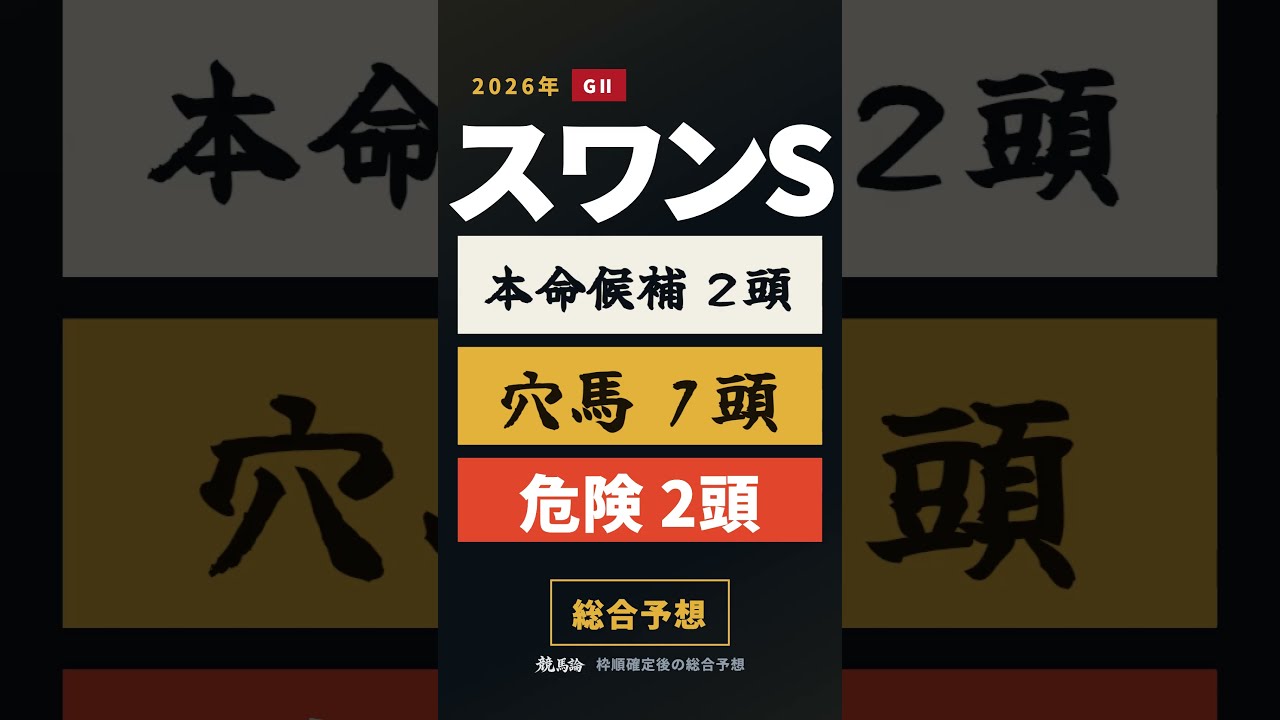 2026年 GII
スワンS
本命候補 2頭
穴馬 1頭
危険 2頭
総合予想
競馬論 枠順確定後の総合予想